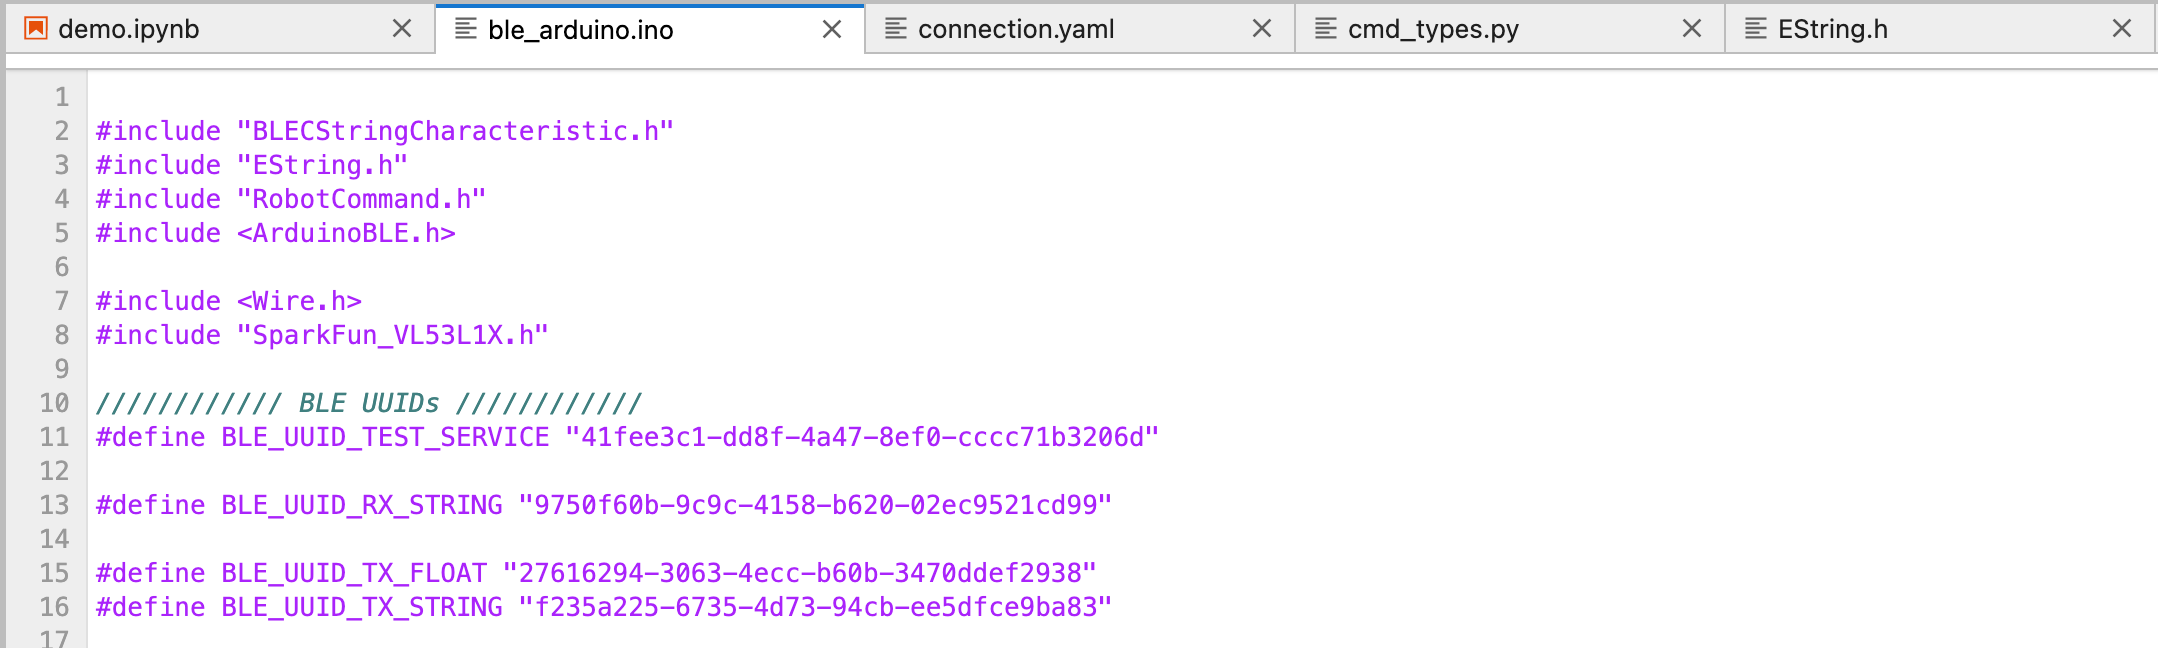 demo.ipynb ble_arduino.ino connection.yaml cmd_types.py EString.h
1
2 #include "BLECStringCharacteristic.h"
3 #include "EString.h"
4 #include "RobotCommand.h"
5 #include <ArduinoBLE.h>
6
7 #include <Wire.h>
8 #include "SparkFun_VL53L1X.h"
9
10 //////////// BLE UUIDs ////////////
11 #define BLE_UUID_TEST_SERVICE "41fee3c1-dd8f-4a47-8ef0-cccc71b3206d"
12
13 #define BLE_UUID_RX_STRING "9750f60b-9c9c-4158-b620-02ec9521cd99"
14
15 #define BLE_UUID_TX_FLOAT "27616294-3063-4ecc-b60b-3470ddef2938"
16 #define BLE_UUID_TX_STRING "f235a225-6735-4d73-94cb-ee5dfce9ba83"
17